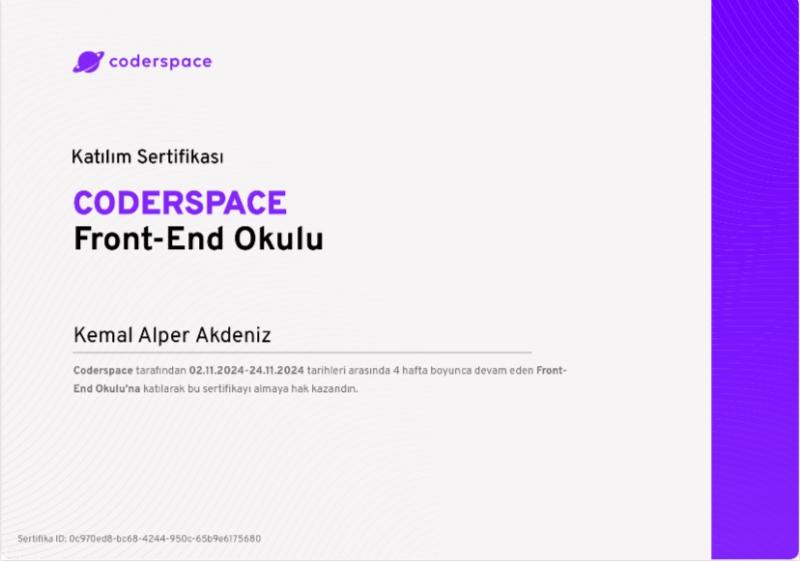 coderspace
Katılım Sertifikası
CODERSPACE
Front-End Okulu
Kemal Alper Akdeniz
Coderspace tarafından 02.11.2024-24.11.2024 tarihleri arasında 4 hafta boyunca devam eden Front-
End Okulu'na katılarak bu sertifikayı almaya hak kazandın.
Sertifika ID: 0c970ed8-bc68-4244-950c-65b9e6175680